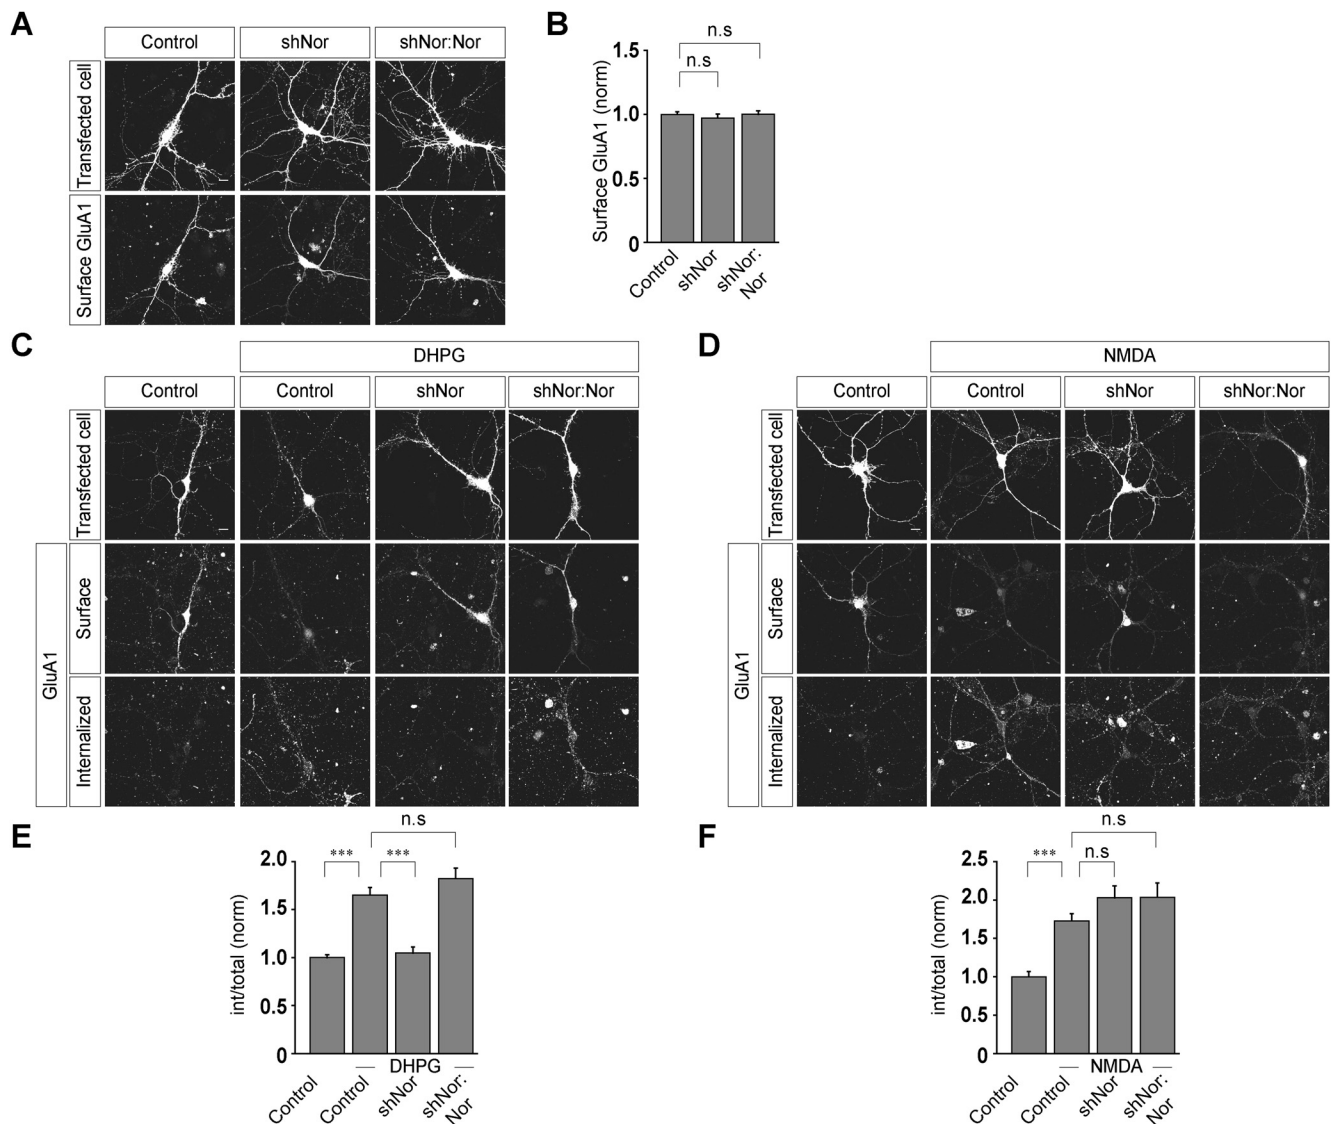 A
Control shNor shNor:Nor
Transfected cell
Surface GluA1
B
n.s
n.s
Surface GluA1 (norm)
1.5
1.0
0.5
0
Control shNor shNor:
Nor
C
DHPG
Control Control shNor shNor:Nor
Transfected cell
GluA1
Surface
Internalized
D
NMDA
Control Control shNor shNor:Nor
Transfected cell
GluA1
Surface
Internalized
E
n.s
*** ***
int/total (norm)
2.0
1.5
1.0
0.5
0
DHPG
Control Control shNor shNor:
Nor
F
n.s
*** n.s
int/total (norm)
2.5
2.0
1.5
1.0
0.5
0
NMDA
Control Control shNor shNor:
Nor